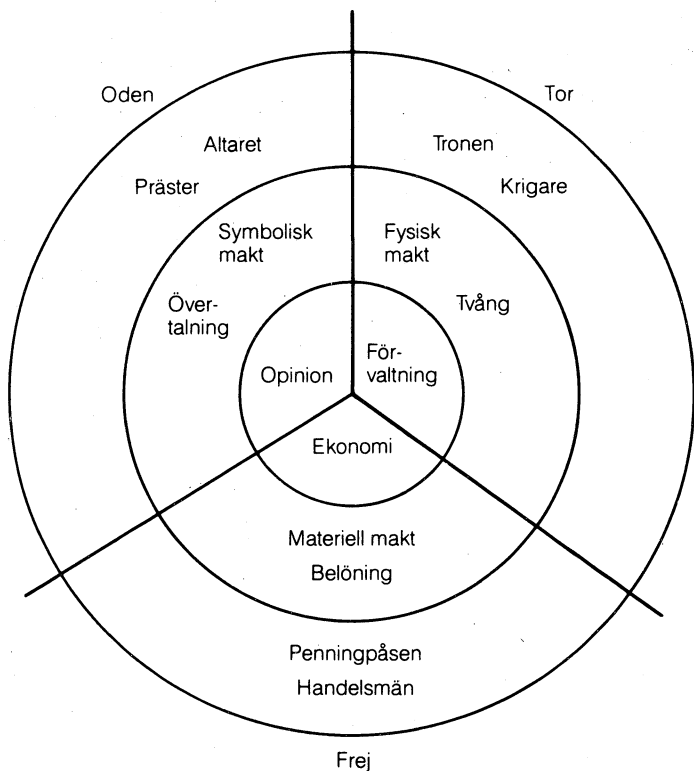 Oden
Tor
Altaret
Tronen
Präster
Krigare
Symbolisk
makt
Fysisk
makt
Över-
talning
Tvång
Opinion
För-
valtning
Ekonomi
Materiell makt
Belöning
Penningpåsen
Handelsmän
Frej